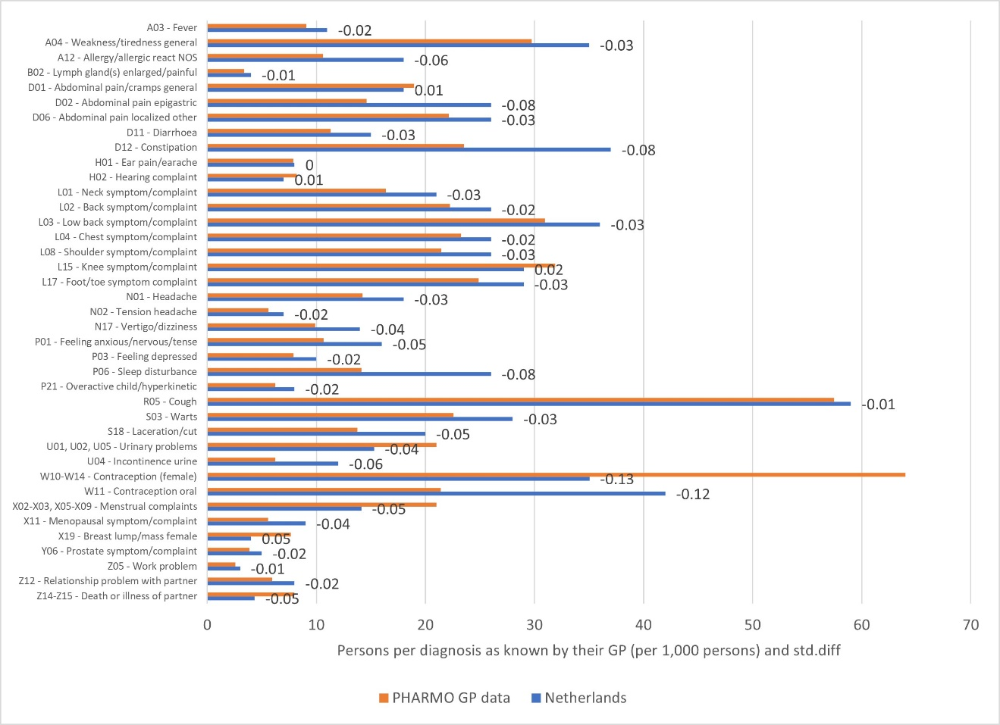 A03 - Fever -0.02
A04 - Weakness/tiredness general -0.03
A12 - Allergy/allergic react NOS -0.06
B02 - Lymph gland(s) enlarged/painful -0.01
D01 - Abdominal pain/cramps general 0.01
D02 - Abdominal pain epigastric -0.08
D06 - Abdominal pain localized other -0.03
D11 - Diarrhoea -0.03
D12 - Constipation -0.08
H01 - Ear pain/earache 0
H02 - Hearing complaint 0.01
L01 - Neck symptom/complaint -0.03
L02 - Back symptom/complaint -0.02
L03 - Low back symptom/complaint -0.03
L04 - Chest symptom/complaint -0.02
L08 - Shoulder symptom/complaint -0.03
L15 - Knee symptom/complaint 0.02
L17 - Foot/toe symptom complaint -0.03
N01 - Headache -0.03
N02 - Tension headache -0.02
N17 - Vertigo/dizziness -0.04
P01 - Feeling anxious/nervous/tense -0.05
P03 - Feeling depressed -0.02
P06 - Sleep disturbance -0.08
P21 - Overactive child/hyperkinetic -0.02
R05 - Cough -0.01
S03 - Warts -0.03
S18 - Laceration/cut -0.05
U01, U02, U05 - Urinary problems -0.04
U04 - Incontinence urine -0.06
W10-W14 - Contraception (female) -0.13
W11 - Contraception oral -0.12
X02-X03, X05-X09 - Menstrual complaints -0.05
X11 - Menopausal symptom/complaint -0.04
X19 - Breast lump/mass female 0.05
Y06 - Prostate symptom/complaint -0.02
Z05 - Work problem -0.01
Z12 - Relationship problem with partner -0.02
Z14-Z15 - Death or illness of partner -0.05
0 10 20 30 40 50 60 70
Persons per diagnosis as known by their GP (per 1,000 persons) and std.diff
PHARMO GP data Netherlands